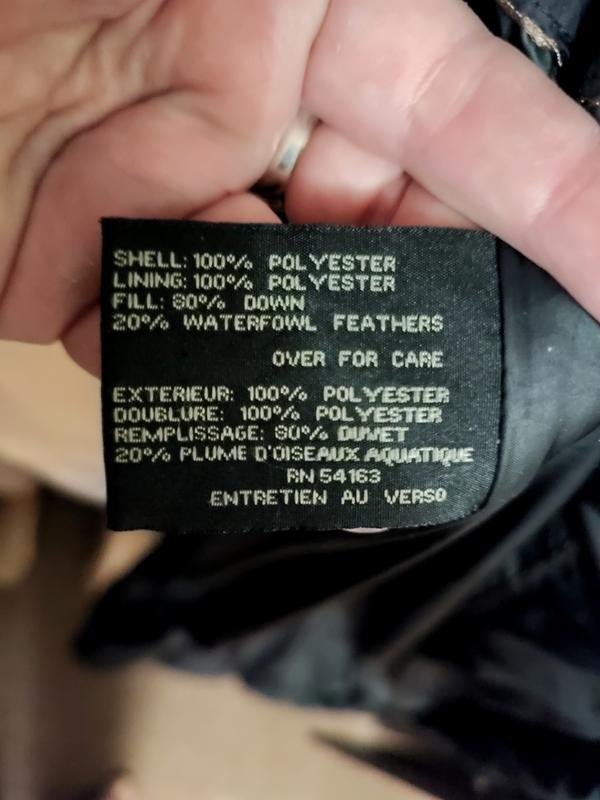 SHELL: 100% POLYESTER
LINING: 100% POLYESTER
FILL: 80% DOWN
20% WATERFOWL FEATHERS
OVER FOR CARE
EXTERIEUR: 100% POLYESTER
DOUBLURE: 100% POLYESTER
REMPLISSAGE: 80% DUVET
20% PLUME D'OISEAUX AQUATIQUE
RN 54163
ENTRETIEN AU VERSO